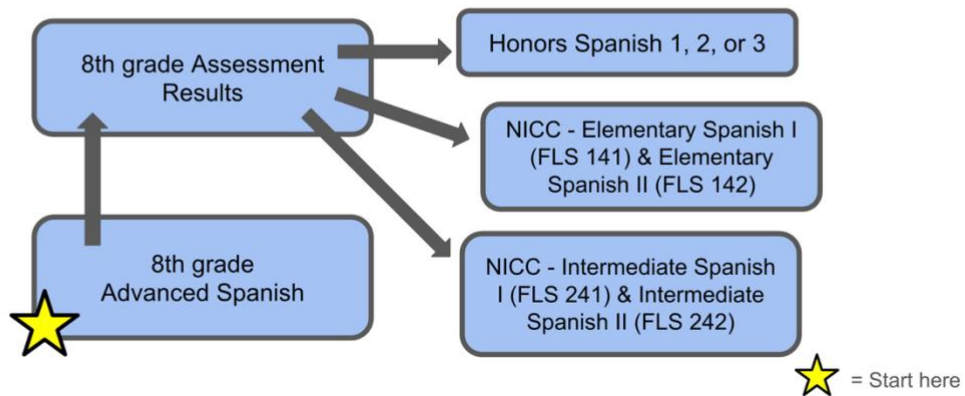 8th grade Assessment
Results
Honors Spanish 1, 2, or 3
NICC - Elementary Spanish I
(FLS 141) & Elementary
Spanish II (FLS 142)
8th grade
Advanced Spanish
NICC - Intermediate Spanish
I (FLS 241) & Intermediate
Spanish II (FLS 242)
= Start here